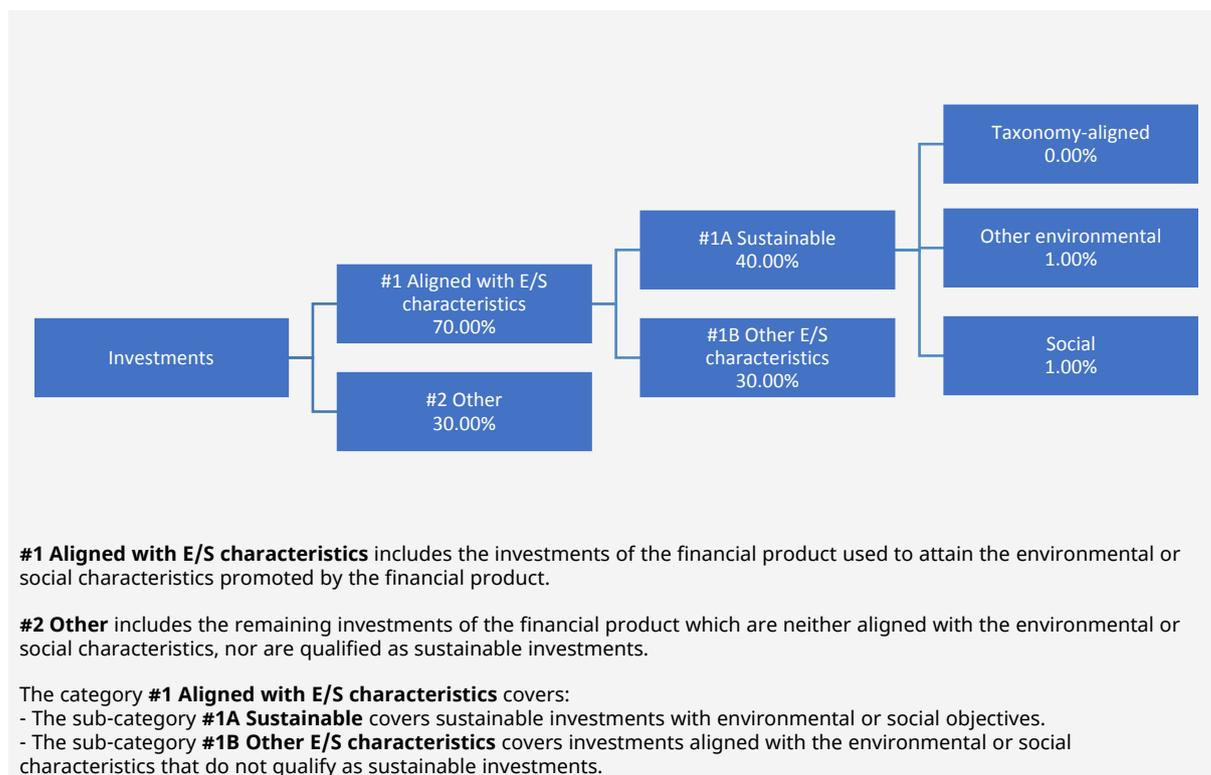 Taxonomy-aligned
0.00%
#1A Sustainable
40.00%
Other environmental
1.00%
#1 Aligned with E/S
characteristics
70.00%
Investments
#1B Other E/S
characteristics
30.00%
Social
1.00%
#2 Other
30.00%
#1 Aligned with E/S characteristics includes the investments of the financial product used to attain the environmental or
social characteristics promoted by the financial product.
#2 Other includes the remaining investments of the financial product which are neither aligned with the environmental or
social characteristics, nor are qualified as sustainable investments.
The category #1 Aligned with E/S characteristics covers:
- The sub-category #1A Sustainable covers sustainable investments with environmental or social objectives.
- The sub-category #1B Other E/S characteristics covers investments aligned with the environmental or social
characteristics that do not qualify as sustainable investments.